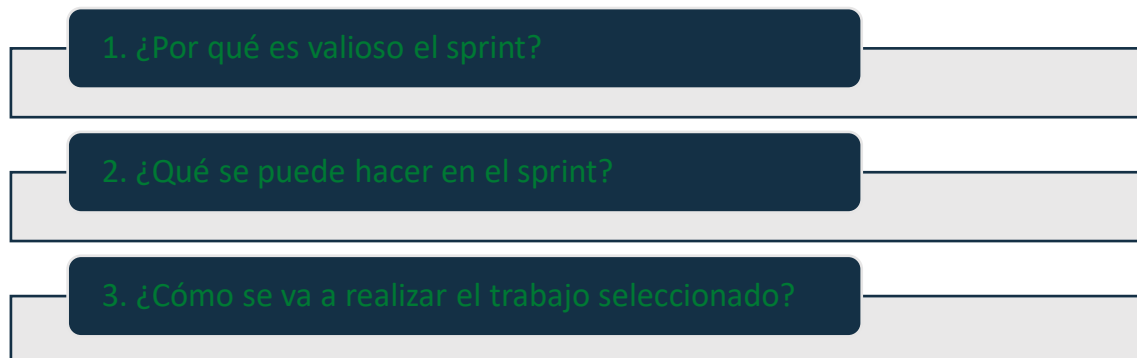 1. ¿Por qué es valioso el sprint?
2. ¿Qué se puede hacer en el sprint?
3. ¿Cómo se va a realizar el trabajo seleccionado?